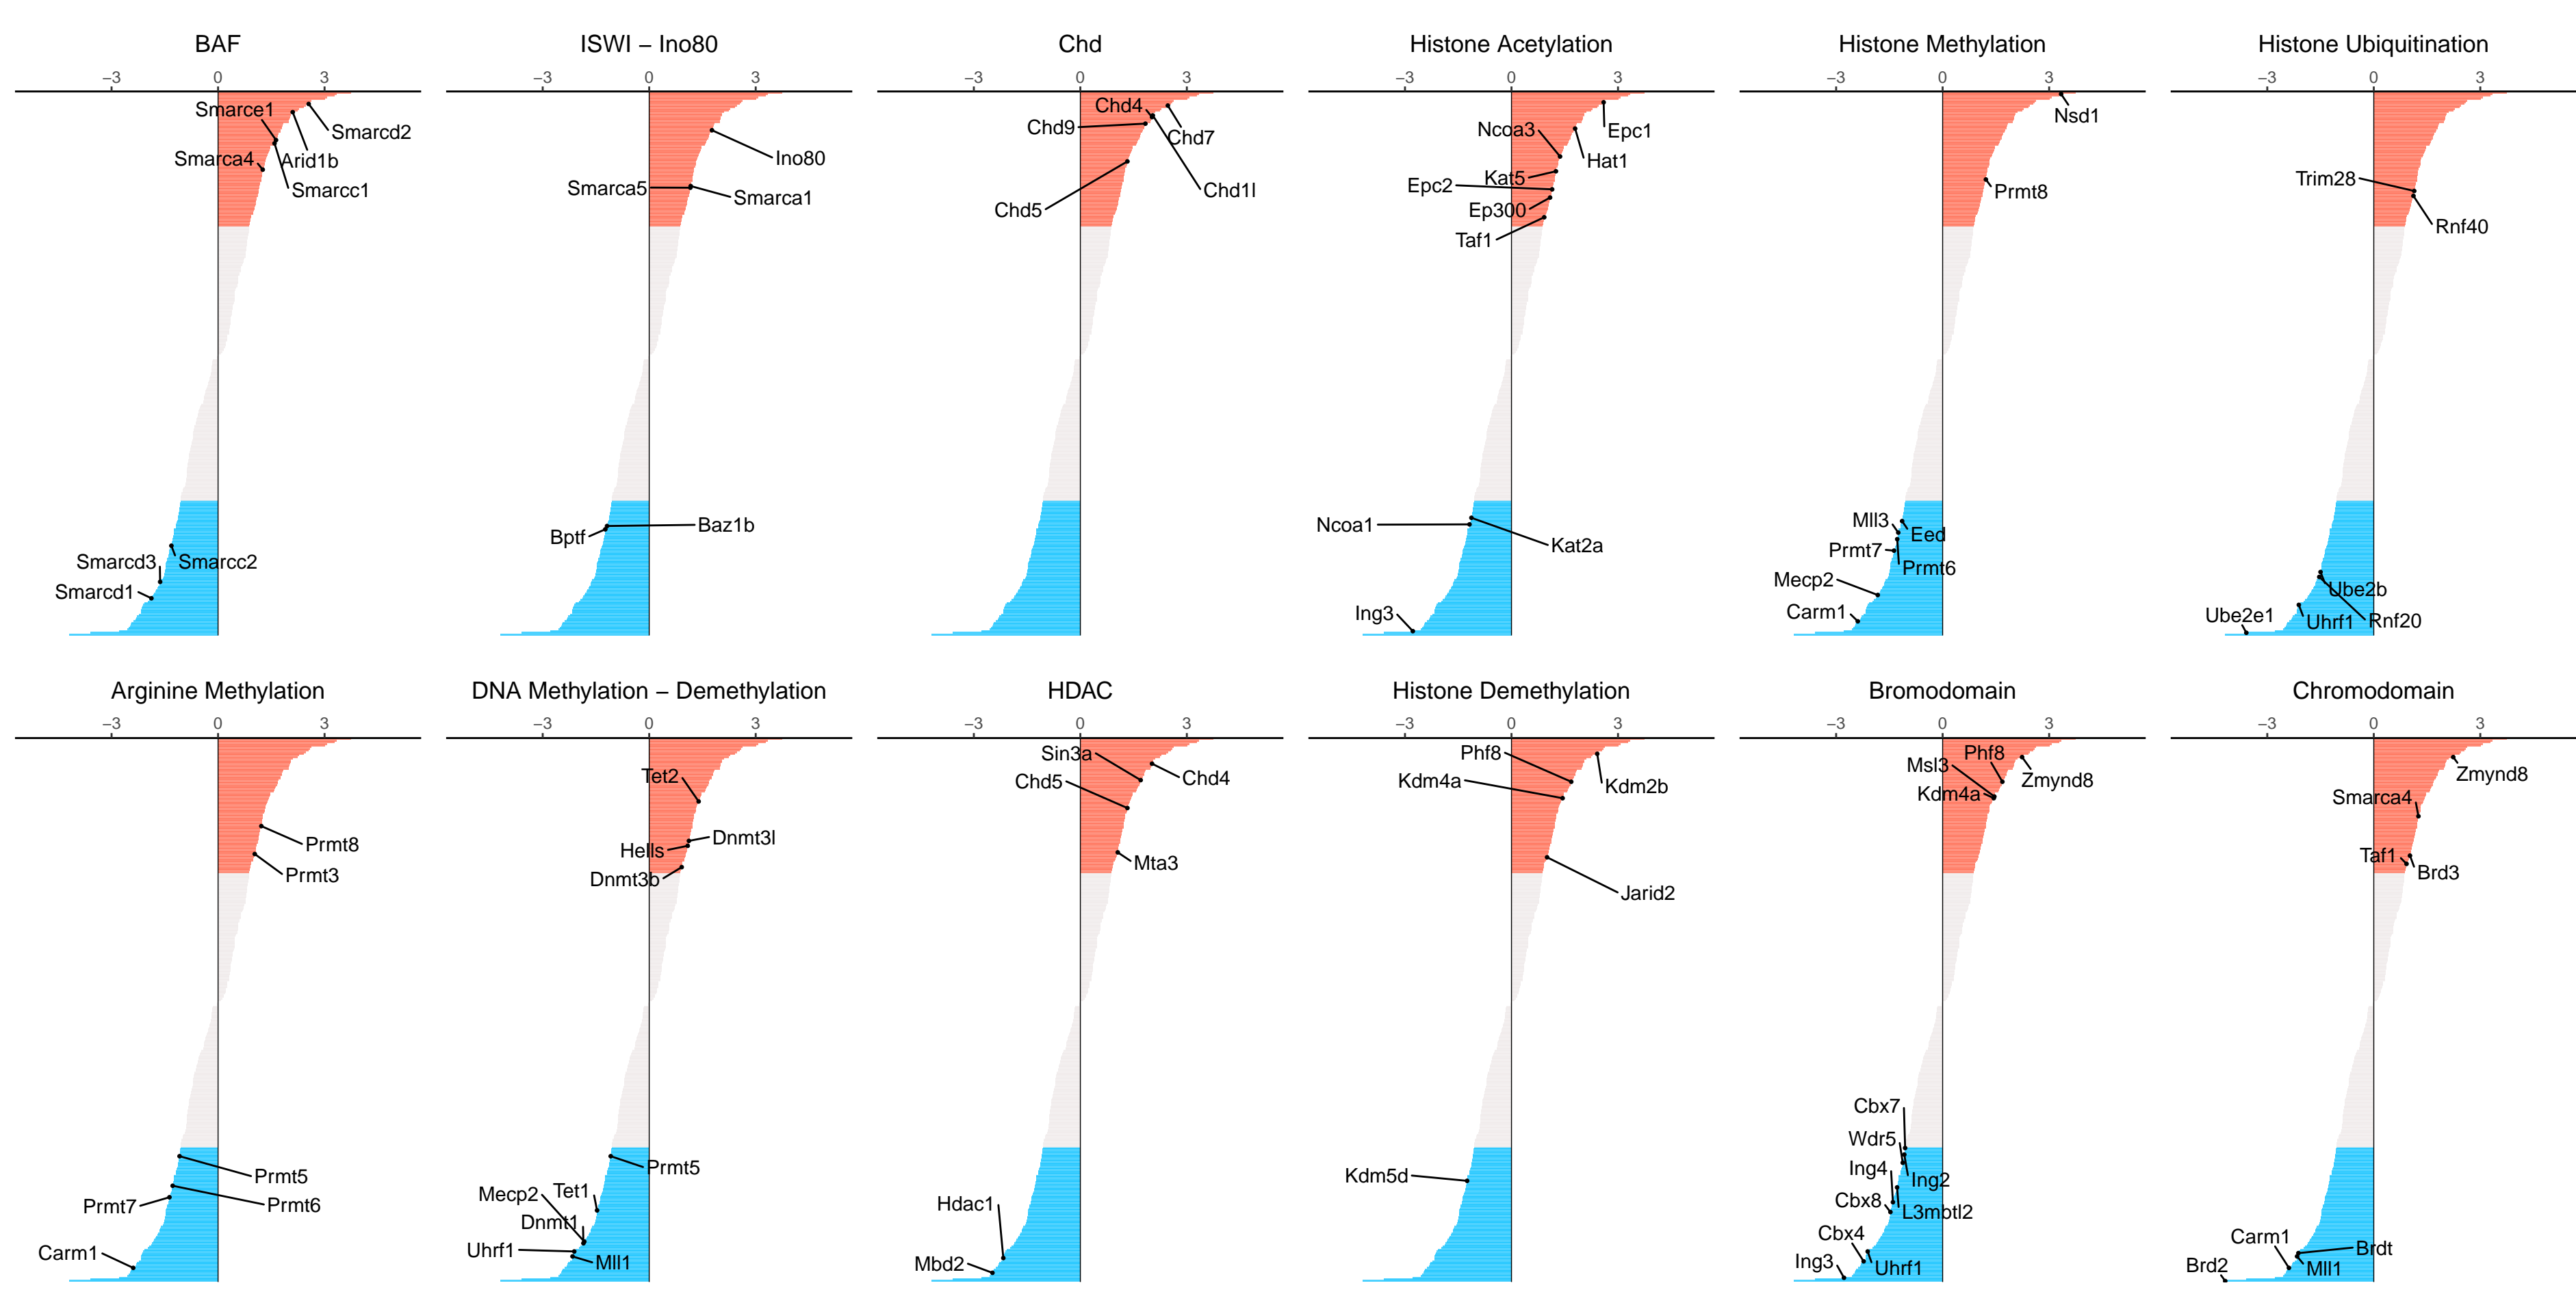 BAF
ISWI – Ino80
Chd
Histone Acetylation
Histone Methylation
Histone Ubiquitination
−3 0 3
−3 0 3
−3 0 3
−3 0 3
−3 0 3
−3 0 3
Smarce1
Smarcd2
Smarca4
Arid1b
Smarcc1
Smarcd3
Smarcc2
Smarcd1
Ino80
Smarca5
Smarca1
Baz1b
Bptf
Chd4
Chd9
Chd7
Chd1l
Chd5
Ncoa3
Epc1
Hat1
Kat5
Epc2
Ep300
Taf1
Ncoa1
Kat2a
Ing3
Nsd1
Prmt8
Mll3
Eed
Prmt7
Prmt6
Mecp2
Carm1
Trim28
Rnf40
Ube2b
Ube2e1
Uhrf1
Rnf20
Arginine Methylation
DNA Methylation – Demethylation
HDAC
Histone Demethylation
Bromodomain
Chromodomain
−3 0 3
−3 0 3
−3 0 3
−3 0 3
−3 0 3
−3 0 3
Prmt8
Prmt3
Prmt5
Prmt7
Prmt6
Carm1
Tet2
Dnmt3l
Hells
Dnmt3b
Prmt5
Mecp2
Tet1
Dnmt1
Uhrf1
Mll1
Sin3a
Chd4
Chd5
Mta3
Hdac1
Mbd2
Phf8
Kdm4a
Kdm2b
Jarid2
Kdm5d
Phf8
Msl3
Zmynd8
Kdm4a
Cbx7
Wdr5
Ing4
Ing2
Cbx8
L3mbtl2
Cbx4
Ing3
Uhrf1
Zmynd8
Smarca4
Taf1
Brd3
Carm1
Brdt
Brd2
Mll1